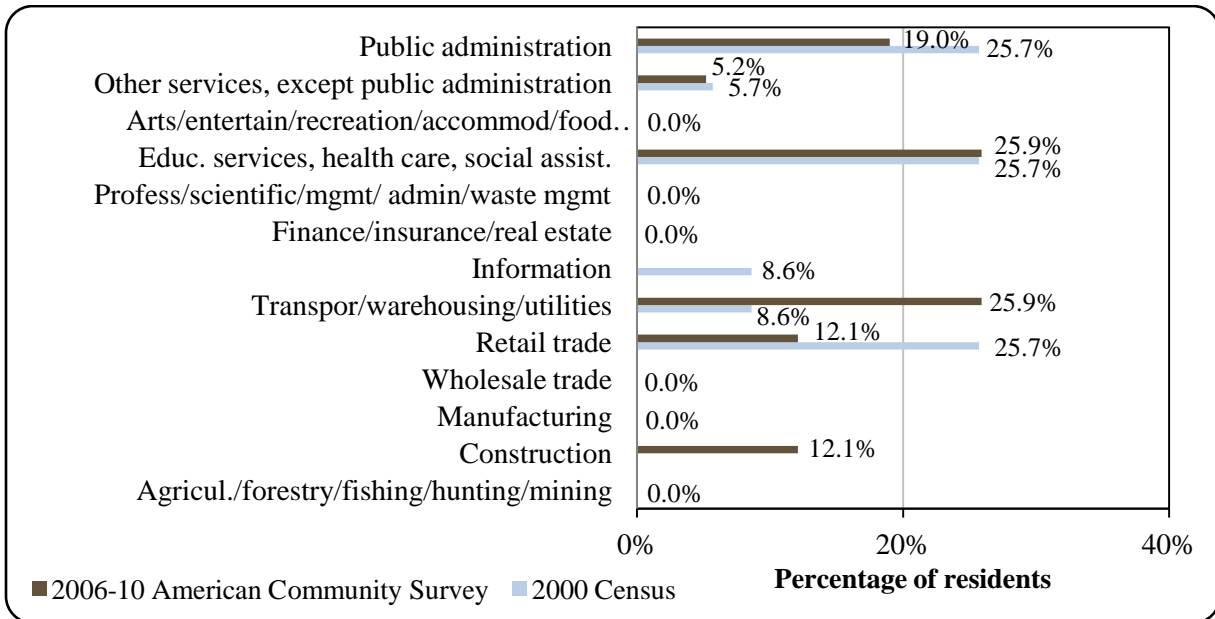 Public administration 19.0% 25.7%
Other services, except public administration 5.2% 5.7%
Arts/entertain/recreation/accommod/food.. 0.0%
Educ. services, health care, social assist. 25.9% 25.7%
Profess/scientific/mgmt/ admin/waste mgmt 0.0%
Finance/insurance/real estate 0.0%
Information 8.6%
Transpor/warehousing/utilities 25.9% 8.6%
Retail trade 12.1% 25.7%
Wholesale trade 0.0%
Manufacturing 0.0%
Construction 12.1%
Agricul./forestry/fishing/hunting/mining 0.0%
0% 20% 40%
Percentage of residents
2006-10 American Community Survey 2000 Census